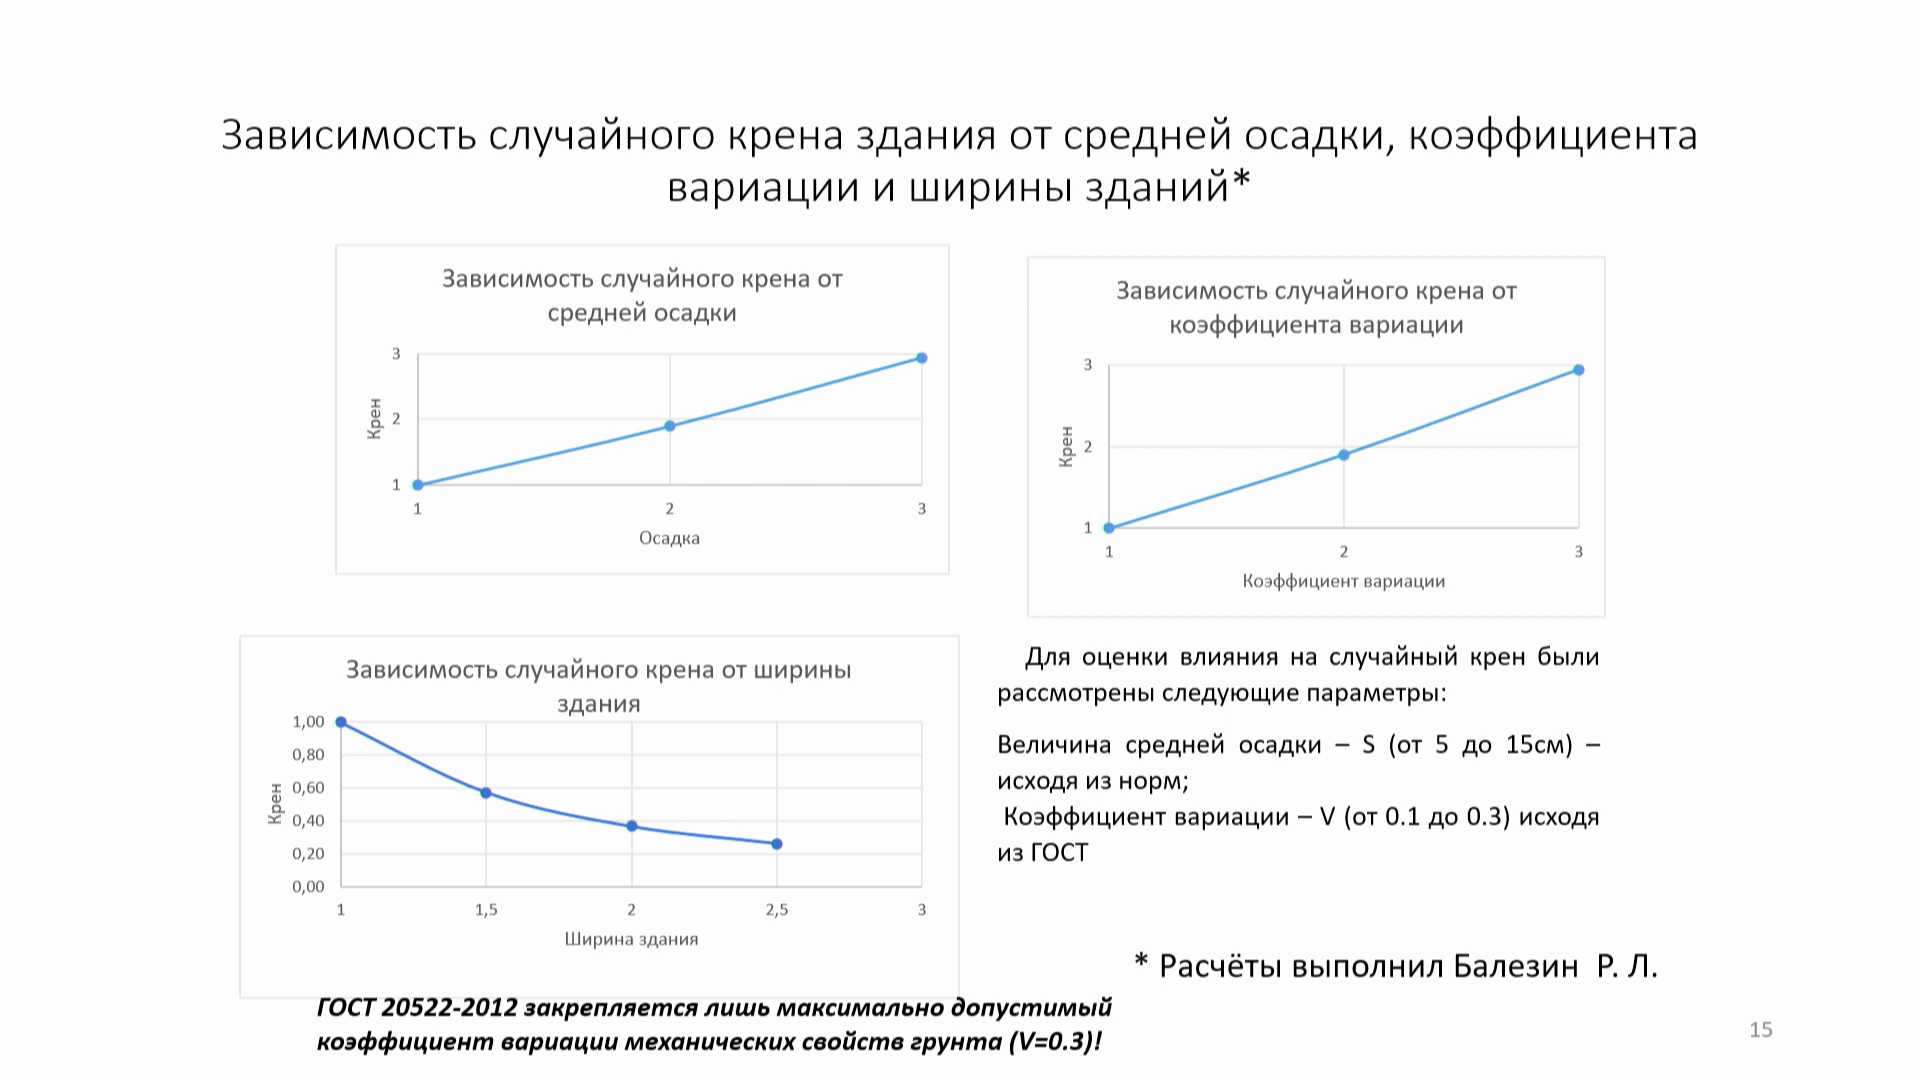 Зависимость случайного крена здания от средней осадки, коэффициента
вариации и ширины зданий*
Зависимость случайного крена от
средней осадки
3
2
1
Крен
1 2 3
Осадка
Зависимость случайного крена от
коэффициента вариации
3
2
1
Крен
1 2 3
Коэффициент вариации
Зависимость случайного крена от ширины
здания
1,00
0,80
0,60
0,40
0,20
0,00
Крен
1 1,5 2 2,5 3
Ширина здания
Для оценки влияния на случайный крен были
рассмотрены следующие параметры:
Величина средней осадки – S (от 5 до 15см) –
исходя из норм;
Коэффициент вариации – V (от 0.1 до 0.3) исходя
из ГОСТ
* Расчёты выполнил Балезин Р. Л.
ГОСТ 20522-2012 закрепляется лишь максимально допустимый
коэффициент вариации механических свойств грунта (V=0.3)!
15